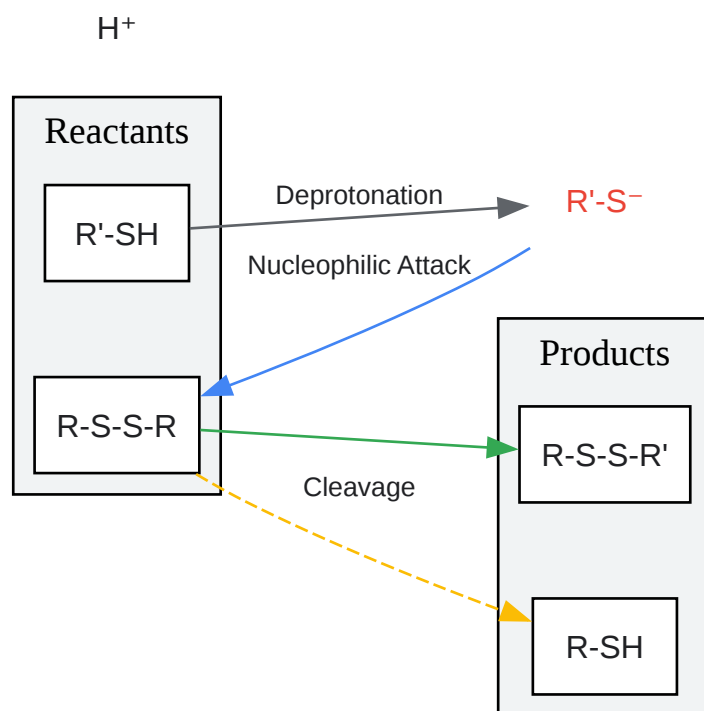 H⁺
Reactants
Deprotonation
R'-SH
R'-S⁻
Nucleophilic Attack
Products
R-S-S-R
R-S-S-R'
Cleavage
R-SH